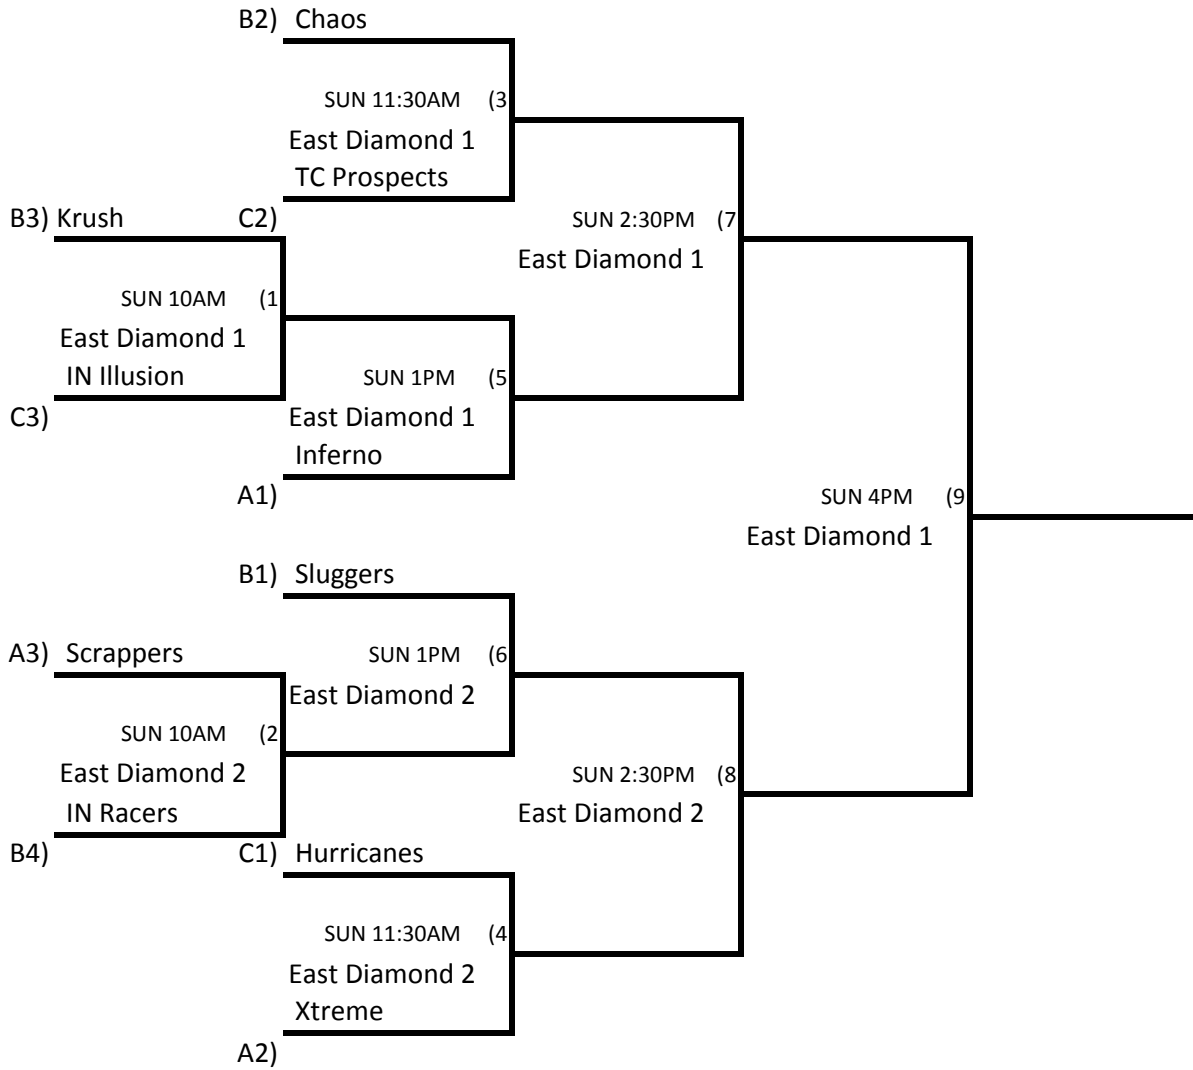 B2) Chaos
SUN 11:30AM (3
East Diamond 1
TC Prospects
B3) Krush C2)
SUN 2:30PM (7
East Diamond 1
SUN 10AM (1
East Diamond 1
IN Illusion
SUN 1PM (5
C3) East Diamond 1
Inferno
A1)
SUN 4PM (9
East Diamond 1
B1) Sluggers
A3) Scrappers
SUN 1PM (6
East Diamond 2
SUN 10AM (2
East Diamond 2
SUN 2:30PM (8
IN Racers
East Diamond 2
B4) C1) Hurricanes
SUN 11:30AM (4
East Diamond 2
Xtreme
A2)